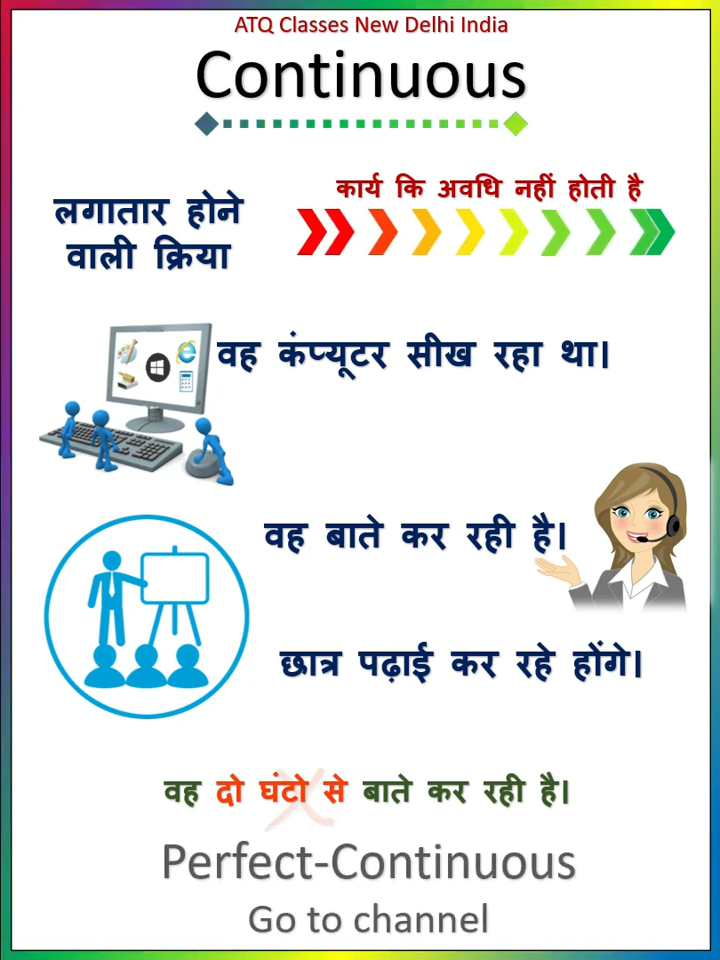 ATQ Classes New Delhi India
Continuous
कार्य कि अवधि नहीं होती है
लगातार होने
वाली क्रिया
वह कंप्यूटर सीख रहा था।
वह बाते कर रही है।
छात्र पढ़ाई कर रहे होंगे।
वह दो घंटो से बाते कर रही है।
Perfect-Continuous
Go to channel